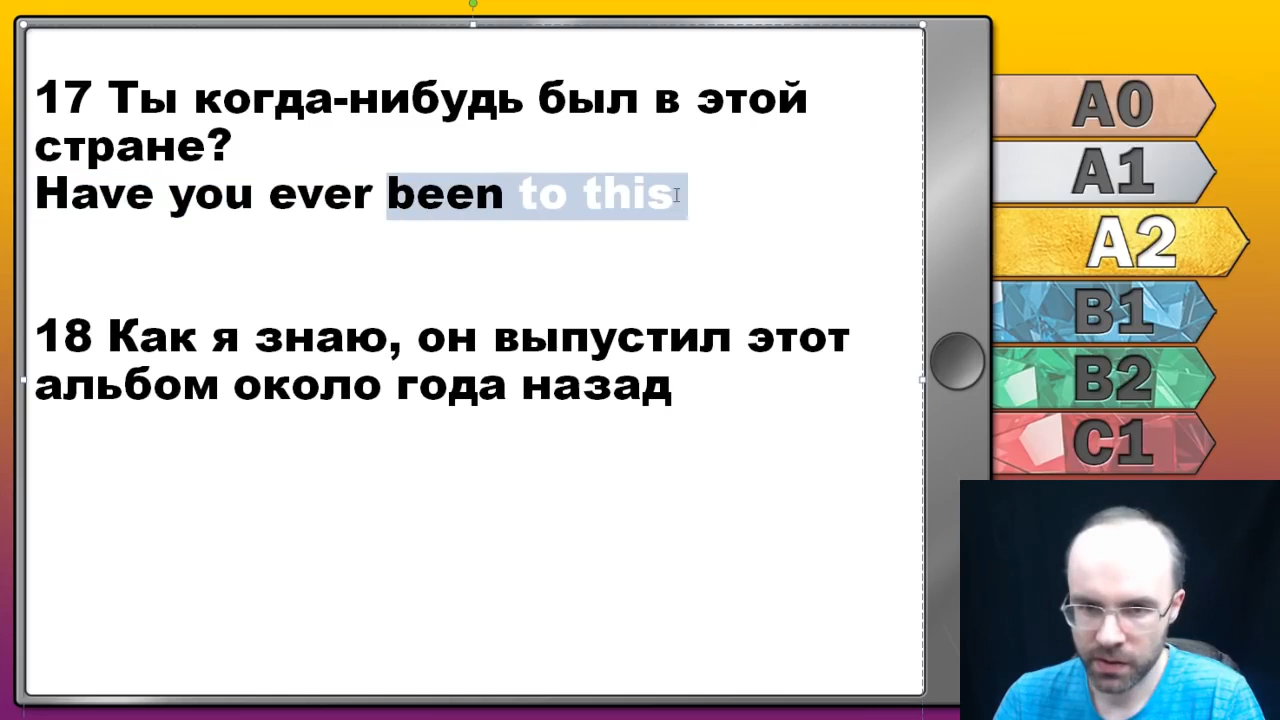 17 Ты когда-нибудь был в этой
стране?
Have you ever been to this
18 Как я знаю, он выпустил этот
альбом около года назад
A0
A1
A2
B1
B2
C1